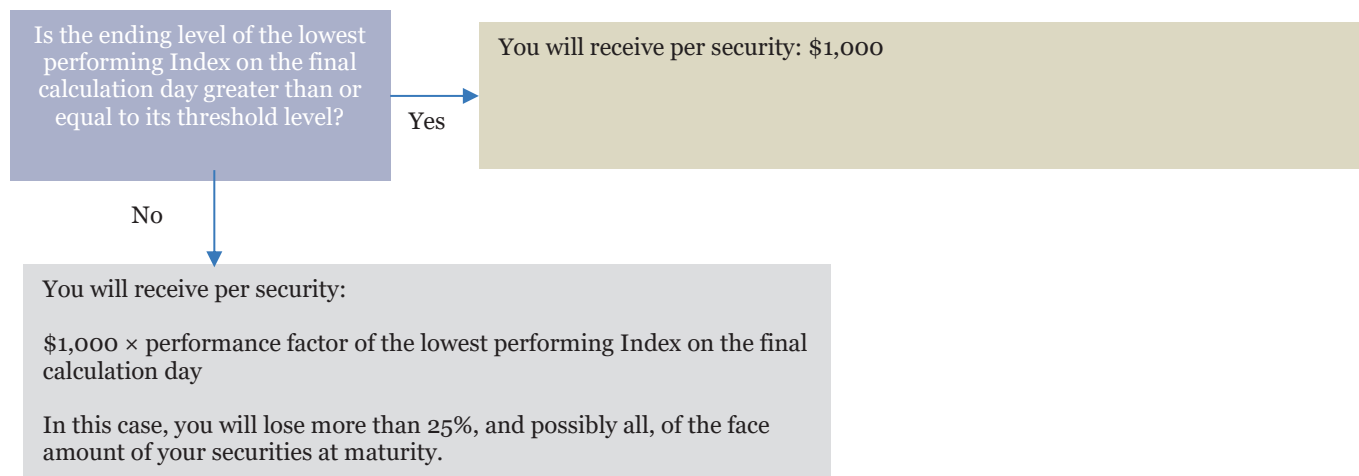 Is the ending level of the lowest
performing Index on the final
calculation day greater than or
equal to its threshold level?
Yes
You will receive per security: $1,000
No
You will receive per security:
$1,000 × performance factor of the lowest performing Index on the final
calculation day
In this case, you will lose more than 25%, and possibly all, of the face
amount of your securities at maturity.